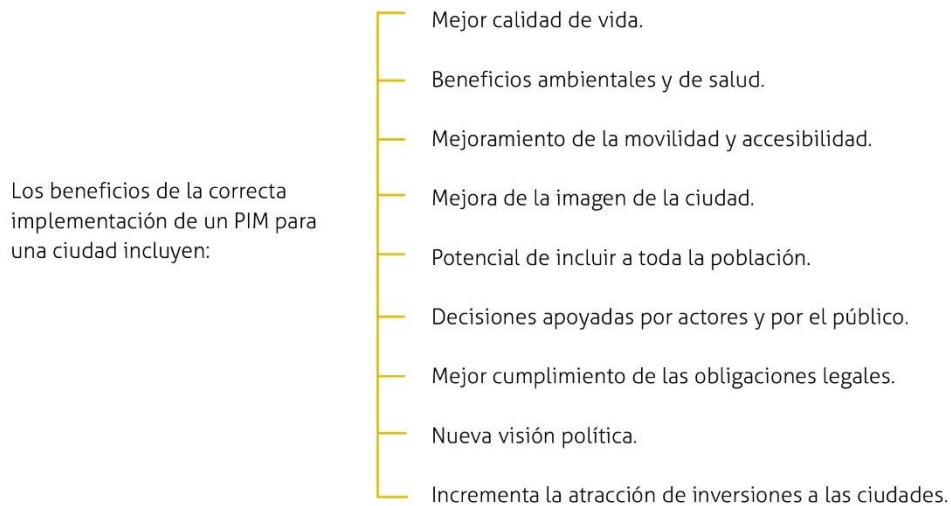 Los beneficios de la correcta
implementación de un PIM para
una ciudad incluyen:
Mejor calidad de vida.
Beneficios ambientales y de salud.
Mejoramiento de la movilidad y accesibilidad.
Mejora de la imagen de la ciudad.
Potencial de incluir a toda la población.
Decisiones apoyadas por actores y por el público.
Mejor cumplimiento de las obligaciones legales.
Nueva visión política.
Incrementa la atracción de inversiones a las ciudades.